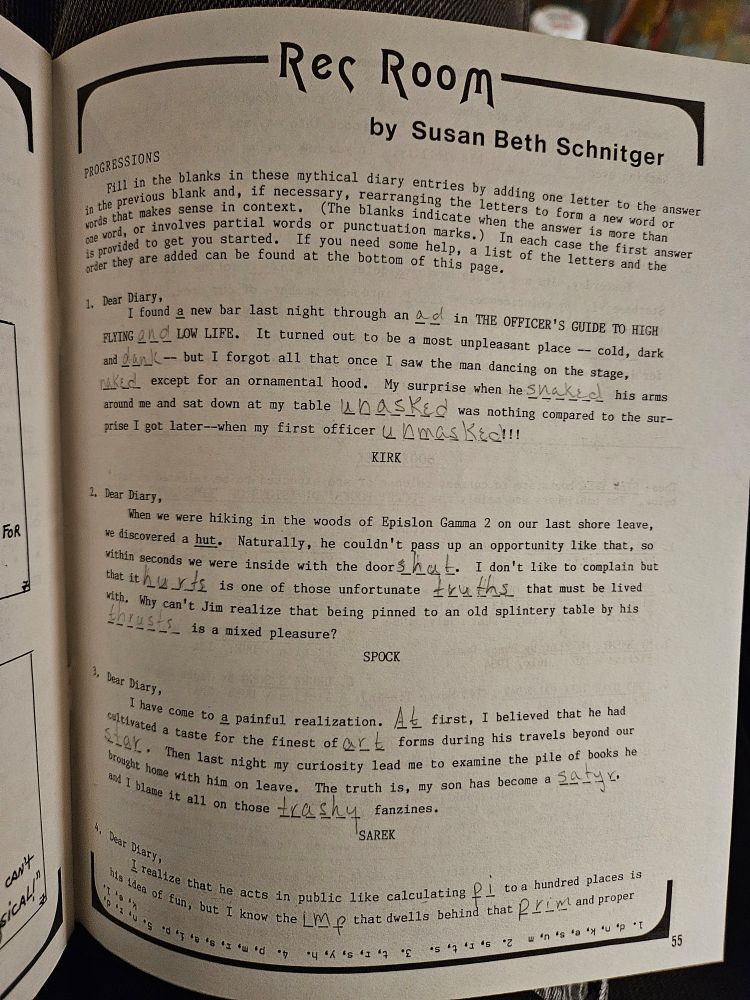 Rec Room
by Susan Beth Schnitger
PROGRESSIONS
Fill in the blanks in these mythical diary entries by adding one letter to the answer
in the previous blank and, if necessary, rearranging the letters to form a new word or
words that makes sense in context. (The blanks indicate when the answer is more than
one word, or involves partial words or punctuation marks.) In each case the first answer
is provided to get you started. If you need some help, a list of the letters and the
order they are added can be found at the bottom of this page.
1. Dear Diary,
I found a new bar last night through an ad in THE OFFICER'S GUIDE TO HIGH
FLYING and LOW LIFE. It turned out to be a most unpleasant place -- cold, dark
and dank -- but I forgot all that once I saw the man dancing on the stage,
naked except for an ornamental hood. My surprise when he snaked his arms
around me and sat down at my table unasked was nothing compared to the sur-
prise I got later--when my first officer unmasked!!!
KIRK
2. Dear Diary,
When we were hiking in the woods of Epislon Gamma 2 on our last shore leave,
we discovered a hut. Naturally, he couldn't pass up an opportunity like that, so
within seconds we were inside with the door shut. I don't like to complain but
that it hurts is one of those unfortunate truths that must be lived
with. Why can't Jim realize that being pinned to an old splintery table by his
thrusts is a mixed pleasure?
SPOCK
3. Dear Diary,
I have come to a painful realization. At first, I believed that he had
cultivated a taste for the finest of art forms during his travels beyond our
star. Then last night my curiosity lead me to examine the pile of books he
brought home with him on leave. The truth is, my son has become a satyr,
and I blame it all on those trashy fanzines.
SAREK
4. Dear Diary,
I realize that he acts in public like calculating pi to a hundred places is
his idea of fun, but I know the imp that dwells behind that prim and proper
1. d, n, k, e, s, u, m 2. s, r, t, s. 3. t, r, s, y, h. 4. p, m, r, s, e, l, p. 5. n, r, d,
k, e, l,
55
FOR
CAN'T
SICAL!"